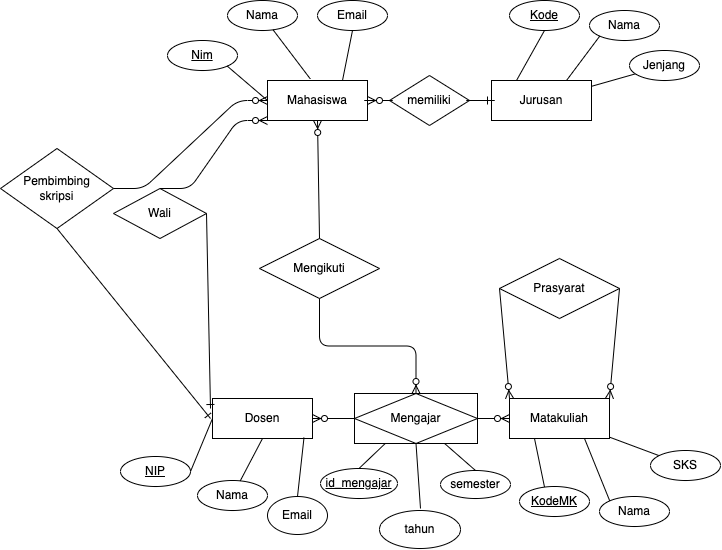 Nama
Email
Kode
Nama
Nim
Jenjang
Mahasiswa
memiliki
Jurusan
Pembimbing
skripsi
Wali
Mengikuti
Prasyarat
Dosen
Mengajar
Matakuliah
NIP
SKS
id_mengajar
semester
Nama
KodeMK
Email
Nama
tahun